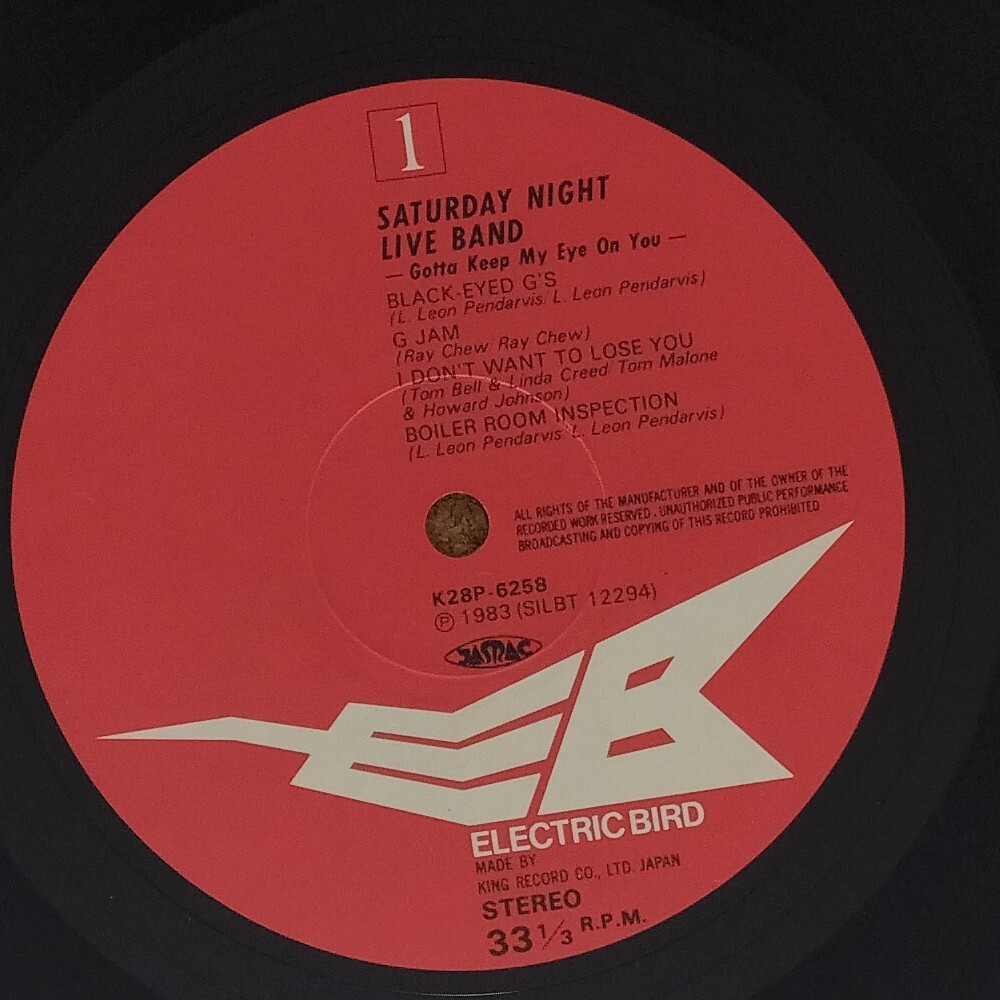 1
SATURDAY NIGHT
LIVE BAND
— Gotta Keep My Eye On You —
BLACK-EYED G'S
(L. Leon Pendarvis/ L. Leon Pendarvis)
G JAM
(Ray Chew/ Ray Chew)
I DON'T WANT TO LOSE YOU
(Tom Bell & Linda Creed/ Tom Malone
& Howard Johnson)
BOILER ROOM INSPECTION
(L. Leon Pendarvis/ L. Leon Pendarvis)
ALL RIGHTS OF THE MANUFACTURER AND OF THE OWNER OF THE
RECORDED WORK RESERVED. UNAUTHORIZED PUBLIC PERFORMANCE
BROADCASTING AND COPYING OF THIS RECORD PROHIBITED
K28P-6258
Ⓟ 1983 (SILBT 12294)
JASRAC
EB
ELECTRIC BIRD
MADE BY
KING RECORD CO., LTD. JAPAN
STEREO
33 1/3 R.P.M.